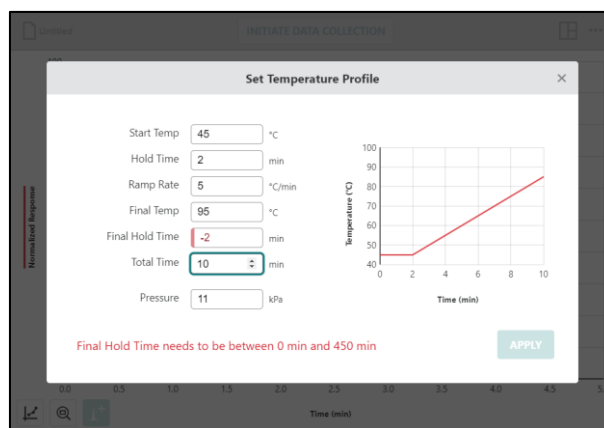 Untitled
INITIATE DATA COLLECTION
400
Set Temperature Profile
Start Temp 45 °C
Hold Time 2 min
Ramp Rate 5 °C/min
Final Temp 95 °C
Final Hold Time -2 min
Total Time 10 min
Pressure 11 kPa
Normalized Response
Temperature (°C)
100
90
80
70
60
50
40
0 2 4 6 8 10
Time (min)
Final Hold Time needs to be between 0 min and 450 min
APPLY
0.0 0.5 1.0 1.5 2.0 2.5 3.0 3.5 4.0 4.5
Time (min)